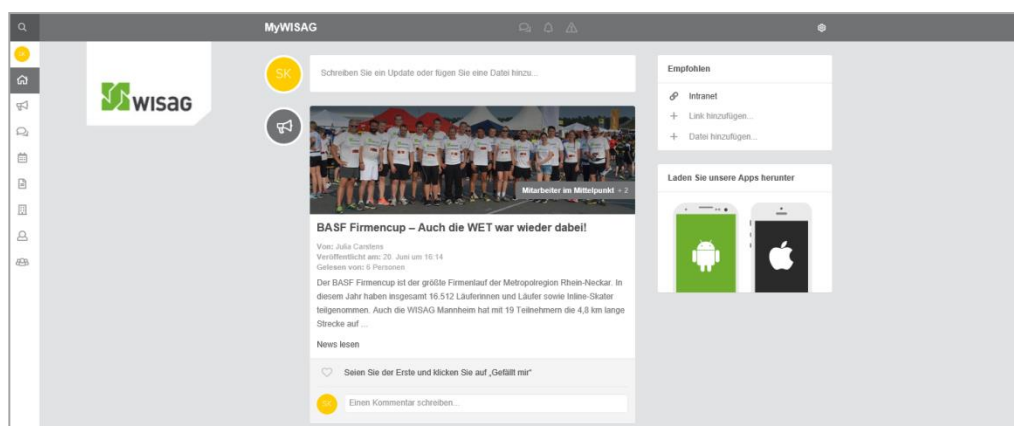 MyWISAG
SK
wisag
SK
Schreiben Sie ein Update oder fügen Sie eine Datei hinzu...
Mitarbeiter im Mittelpunkt + 2
BASF Firmencup – Auch die WET war wieder dabei!
Von: Julia Carstens
Veröffentlicht am: 20. Juni um 16:14
Gelesen von: 6 Personen
Der BASF Firmencup ist der größte Firmenlauf der Metropolregion Rhein-Neckar. In
diesem Jahr haben insgesamt 16.512 Läuferinnen und Läufer sowie Inline-Skater
teilgenommen. Auch die WISAG Mannheim hat mit 19 Teilnehmern die 4,8 km lange
Strecke auf ...
News lesen
Seien Sie der Erste und klicken Sie auf „Gefällt mir"
SK
Einen Kommentar schreiben...
Empfohlen
Intranet
+ Link hinzufügen...
+ Datei hinzufügen...
Laden Sie unsere Apps herunter